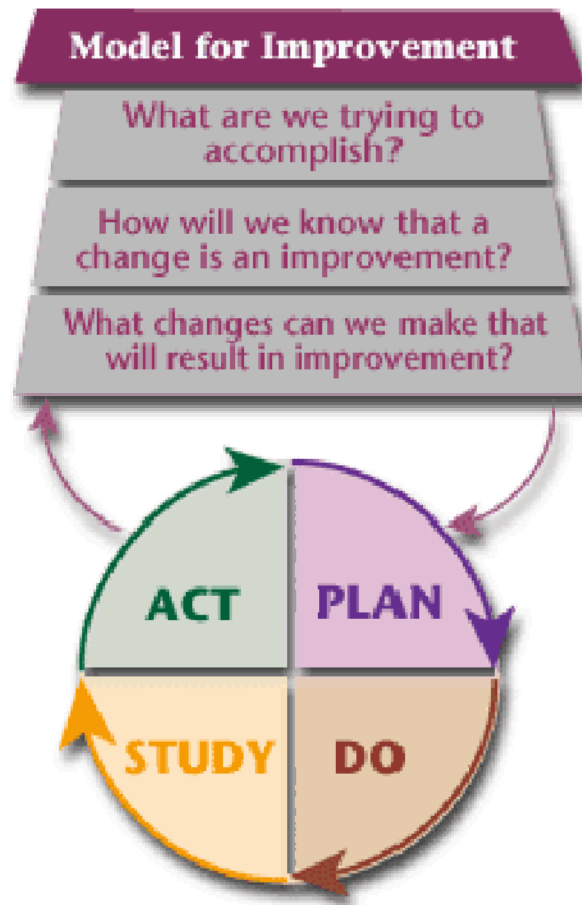 Model for Improvement
What are we trying to
accomplish?
How will we know that a
change is an improvement?
What changes can we make that
will result in improvement?
ACT
PLAN
STUDY
DO